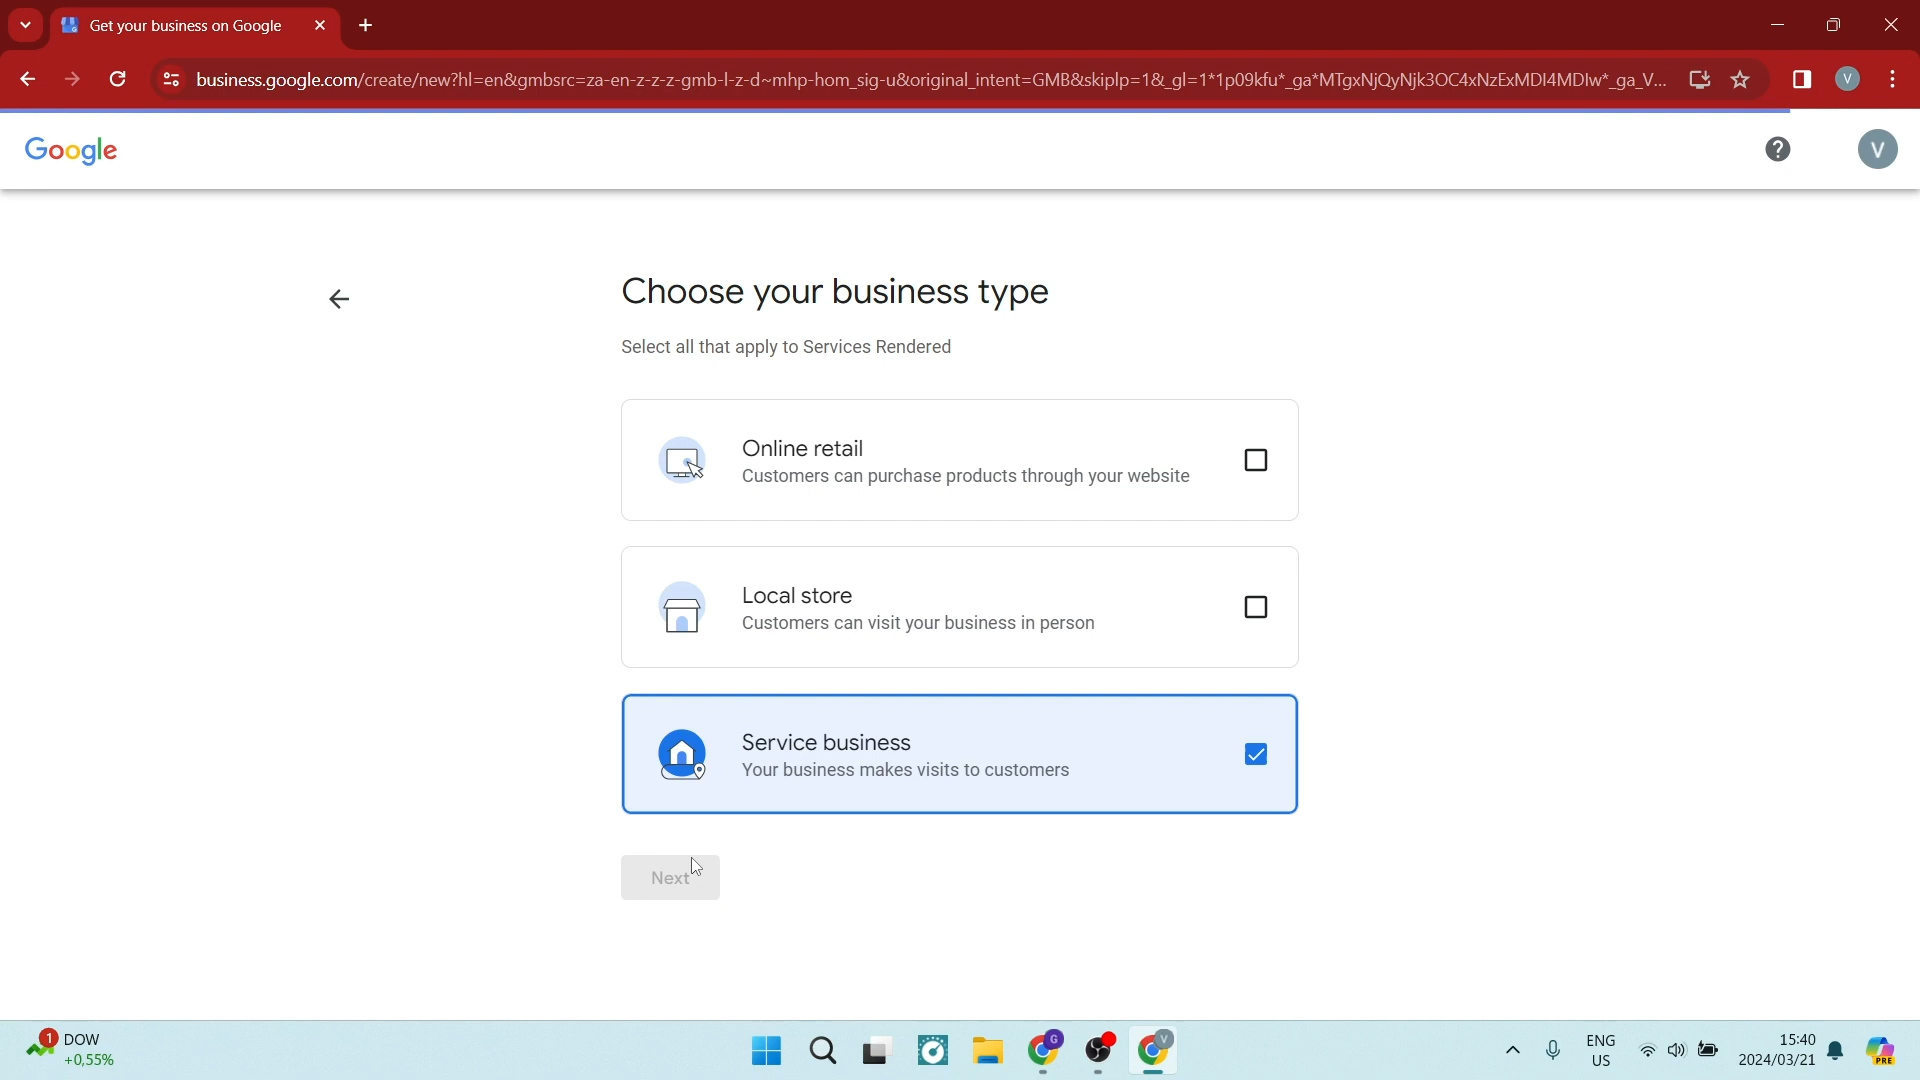 Get your business on Google
business.google.com/create/new?hl=en&gmbsrc=za-en-z-z-z-gmb-l-z-d~mhp-hom_sig-u&original_intent=GMB&skiplp=1&_gl=1*1p09kfu*_ga*MTgxNjQyNjk3OC4xNzExMDI4MDIw*_ga_V...
V
Google
V
Choose your business type
Select all that apply to Services Rendered
Online retail
Customers can purchase products through your website
Local store
Customers can visit your business in person
Service business
Your business makes visits to customers
Next
1
DOW
+0,55%
G
V
ENG
US
15:40
2024/03/21
PRE